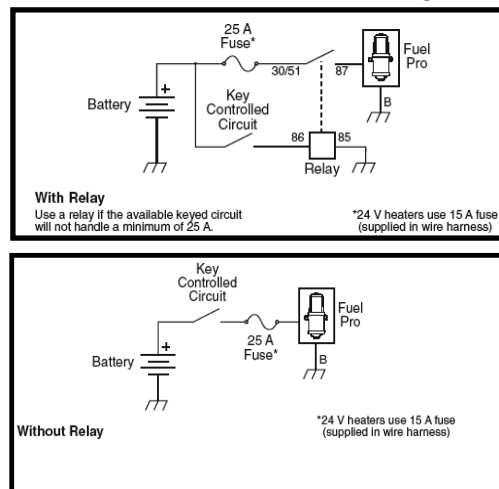 25 A
Fuse*
30/51
87
Fuel
Pro
B
+
Battery
Key
Controlled
Circuit
86
85
Relay
With Relay
Use a relay if the available keyed circuit
will not handle a minimum of 25 A.
*24 V heaters use 15 A fuse
(supplied in wire harness)
Key
Controlled
Circuit
Fuel
Pro
+
25 A
Fuse*
B
Battery
Without Relay
*24 V heaters use 15 A fuse
(supplied in wire harness)